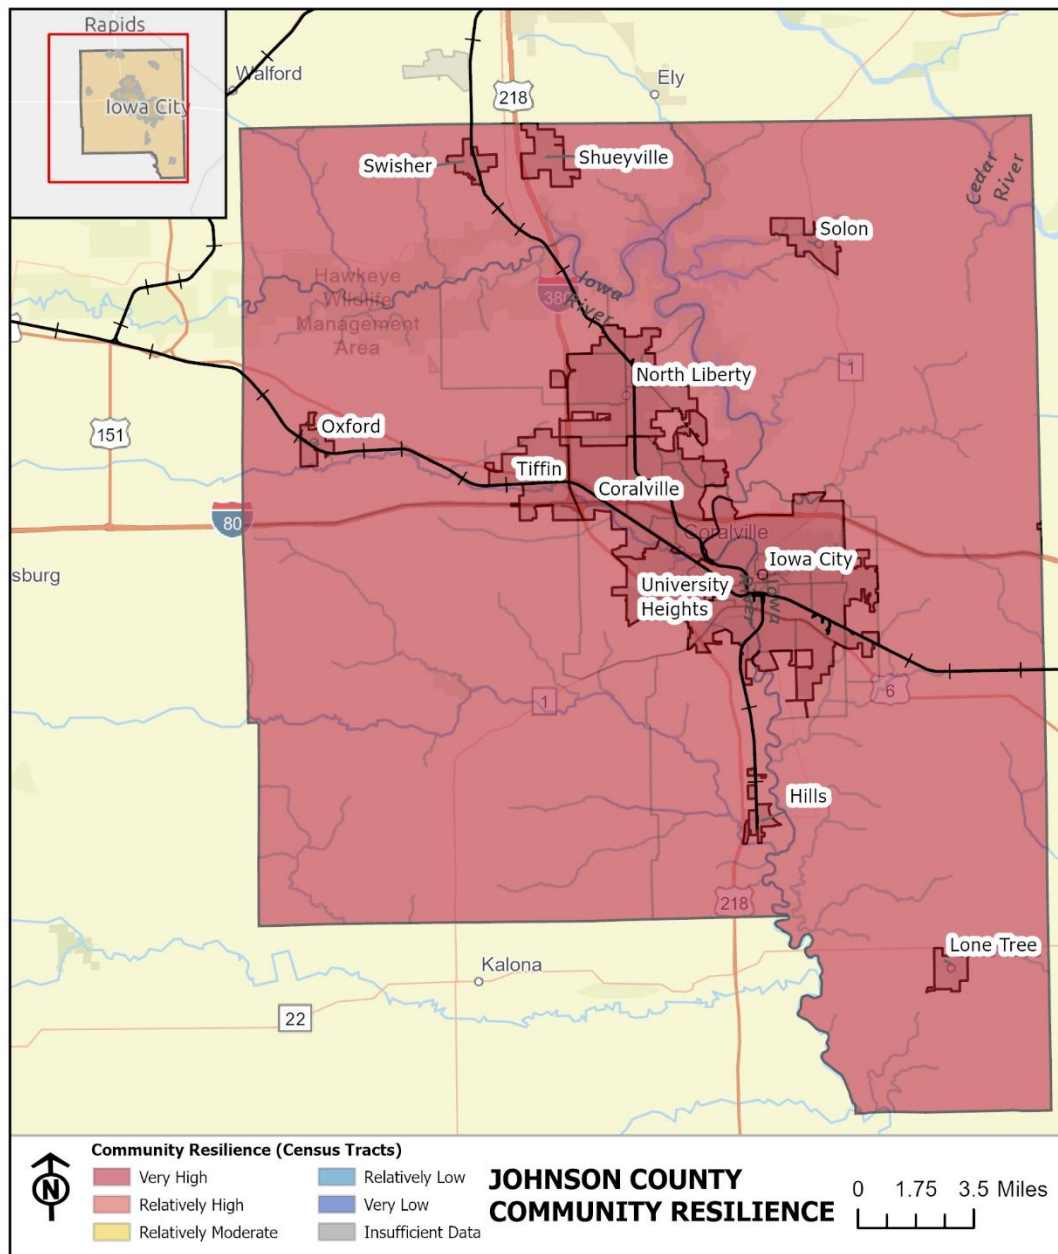 Rapids
Iowa City
Walford
218
Ely
Swisher
Shueyville
Cedar
River
Solon
Hawkeye
Wildlife
Management
Area
380
Iowa
River
1
North Liberty
151
Oxford
Tiffin
Coralville
80
Coralville
Iowa City
sburg
University
Heights
Iowa
River
1
6
Hills
218
Lone Tree
Kalona
22
N
Community Resilience (Census Tracts)
Very High
Relatively High
Relatively Moderate
Relatively Low
Very Low
Insufficient Data
JOHNSON COUNTY
COMMUNITY RESILIENCE
0 1.75 3.5 Miles